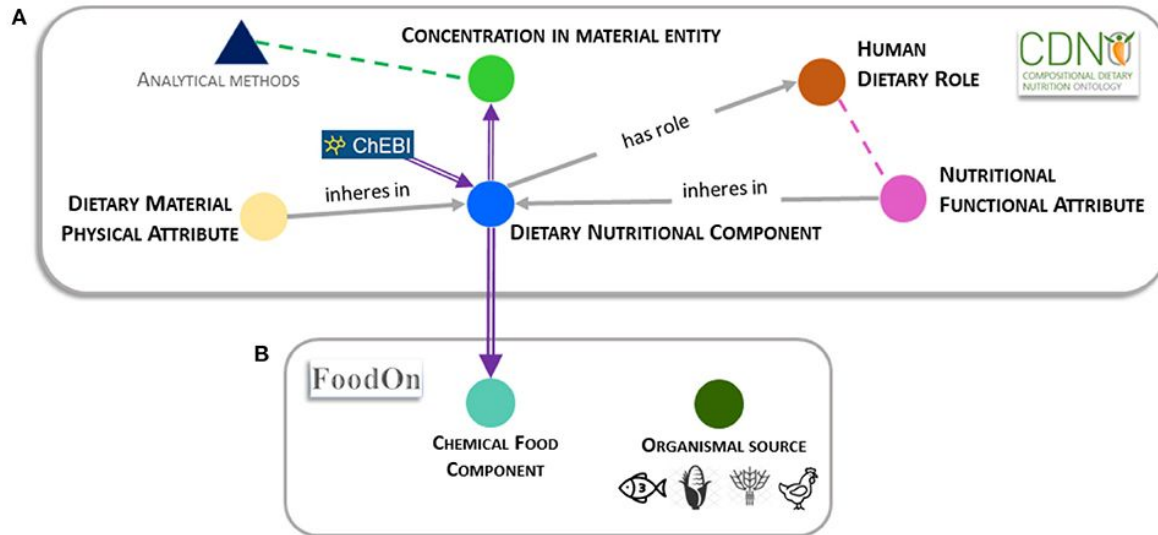 A
CONCENTRATION IN MATERIAL ENTITY
HUMAN
DIETARY ROLE
CDNO
COMPOSITIONAL DIETARY
NUTRITION ONTOLOGY
ANALYTICAL METHODS
has role
ChEBI
inheres in
inheres in
DIETARY MATERIAL
PHYSICAL ATTRIBUTE
NUTRITIONAL
FUNCTIONAL ATTRIBUTE
DIETARY NUTRITIONAL COMPONENT
B
FoodOn
CHEMICAL FOOD
COMPONENT
ORGANISMAL SOURCE
3